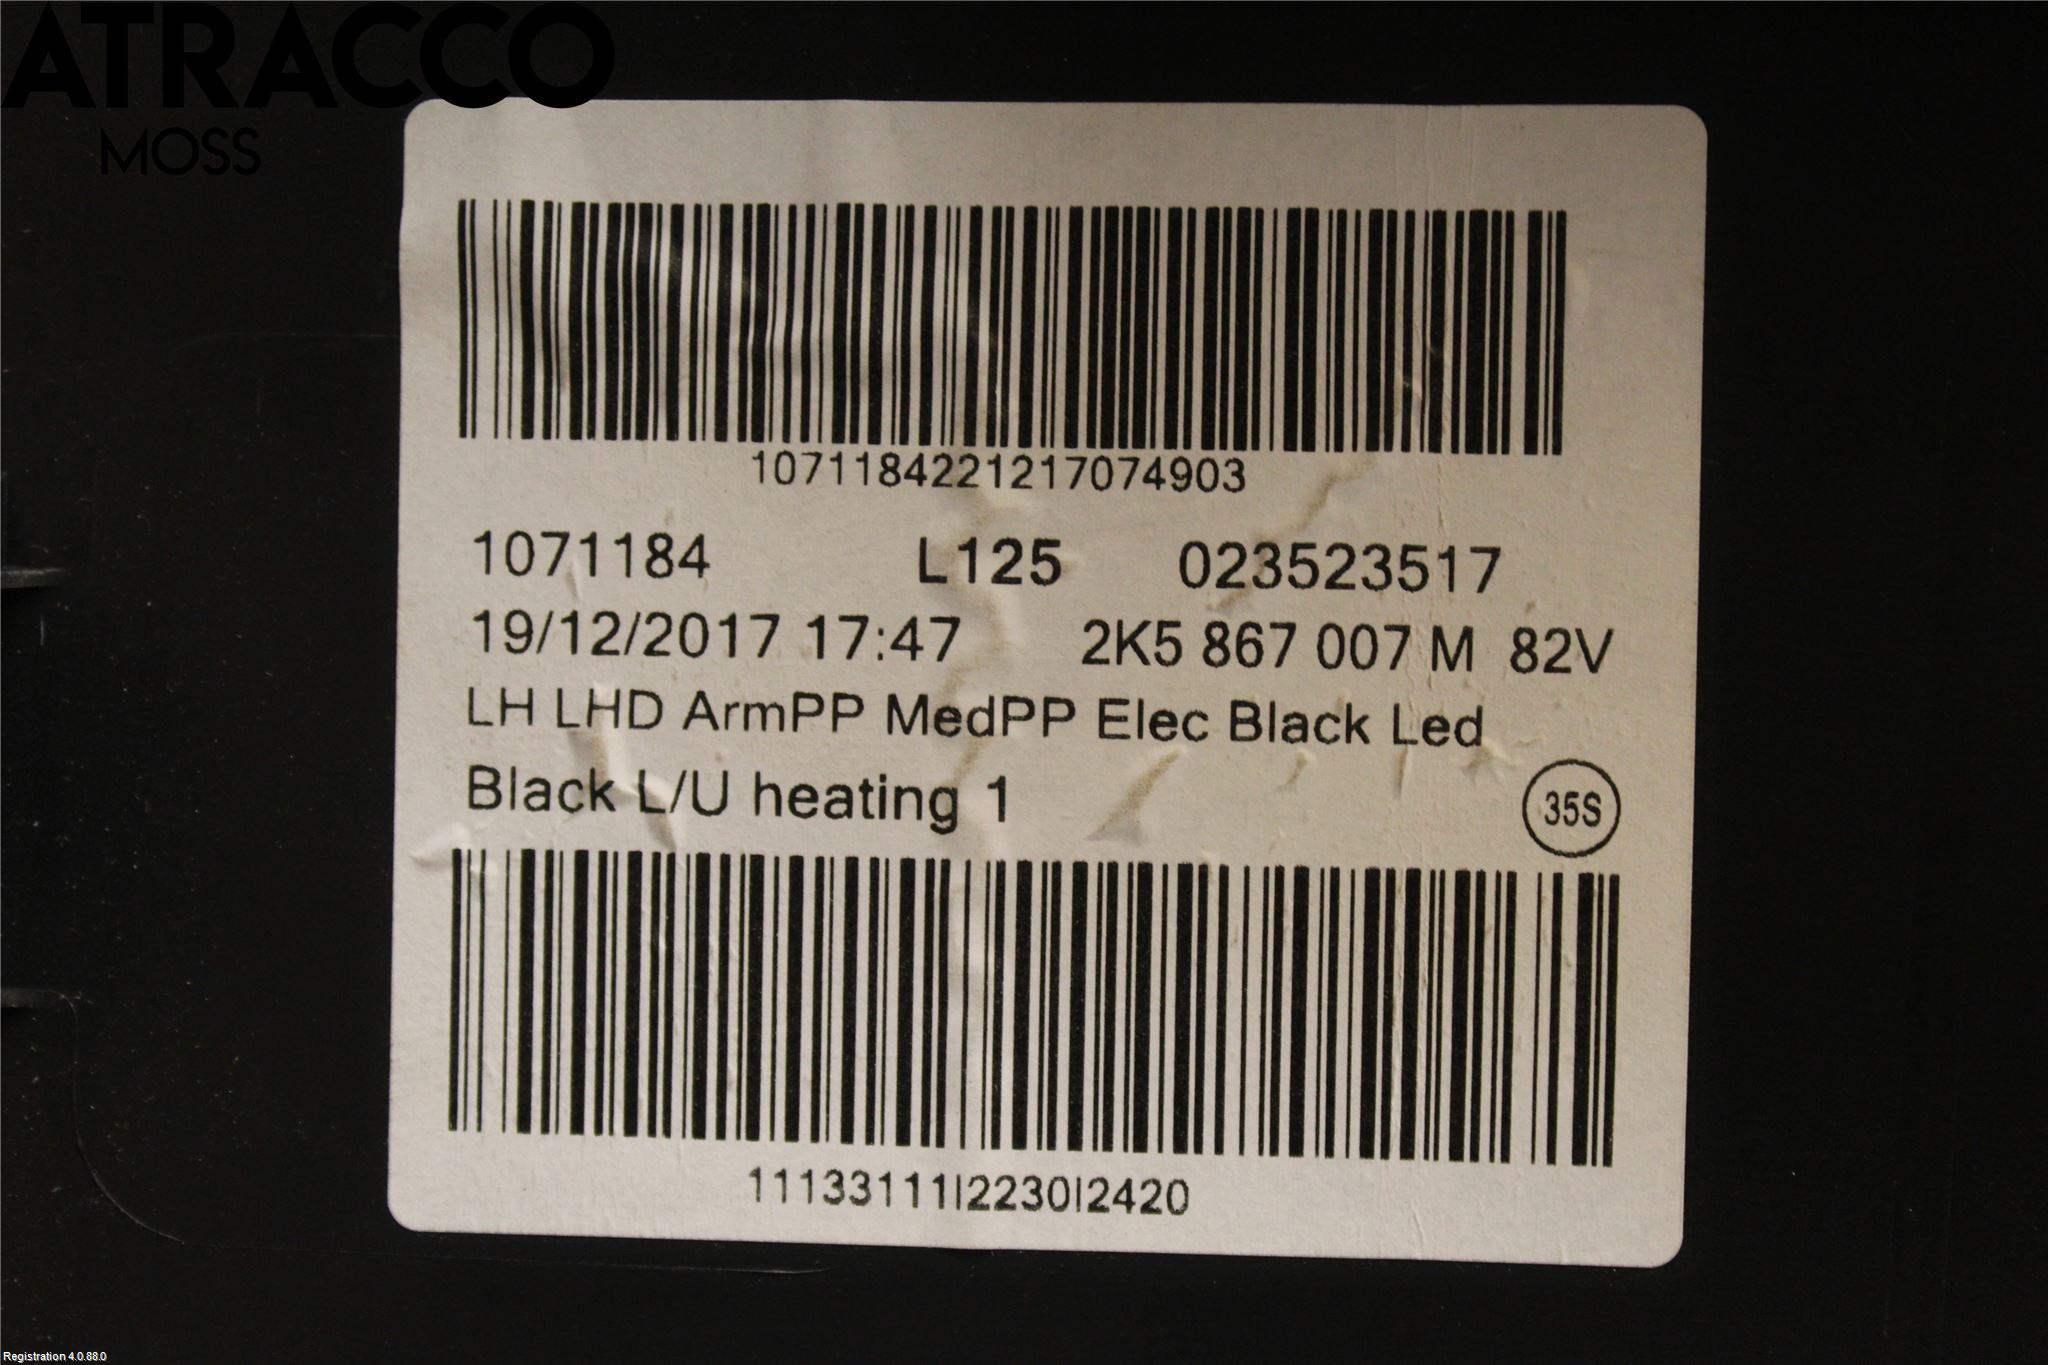 ATRACCO
MOSS
1071184221217074903
1071184 L125 023523517
19/12/2017 17:47 2K5 867 007 M 82V
LH LHD ArmPP MedPP Elec Black Led
Black L/U heating 1
35S
11133111|2230|2420
Registration 4.0.88.0